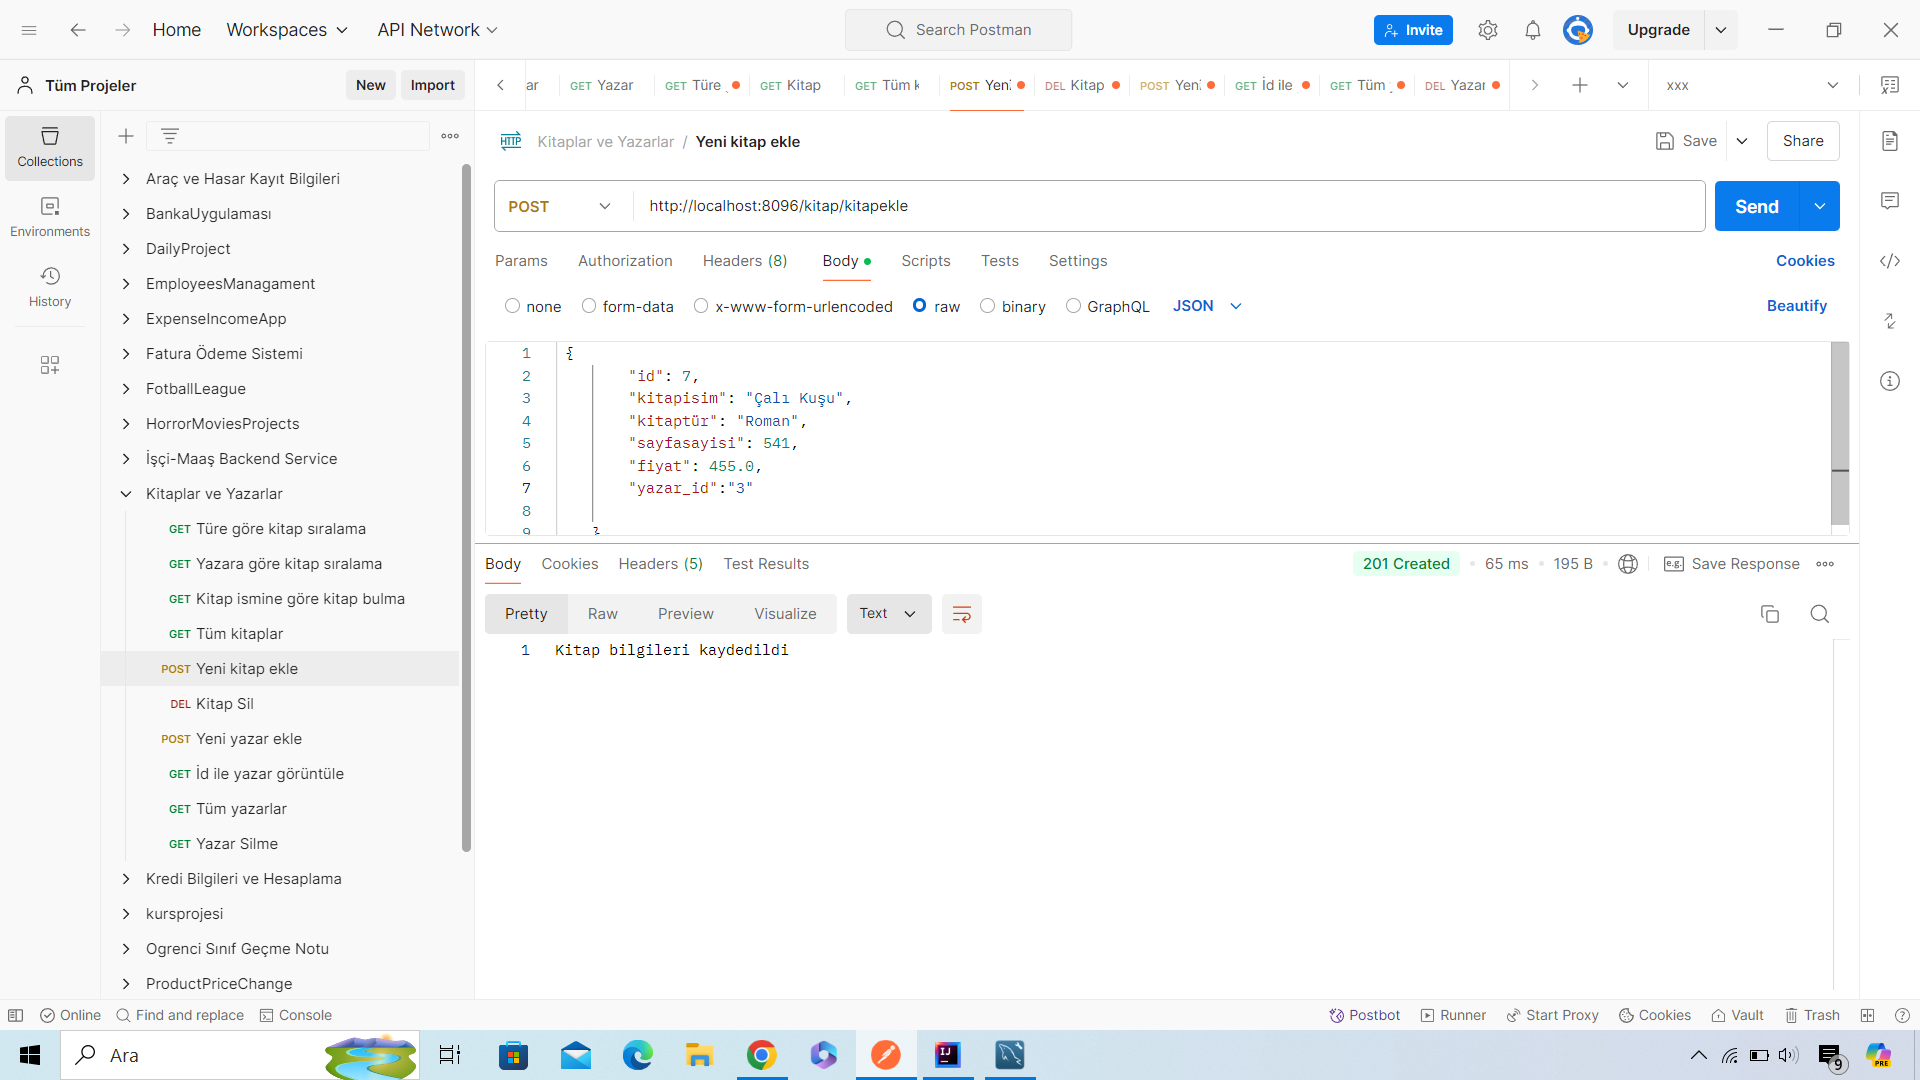 Home
Workspaces
API Network
Search Postman
Invite
Upgrade
Tüm Projeler
New
Import
ar
GET Yazar
GET Türe
GET Kitap
GET Tüm k
POST Yeni
DEL Kitap
POST Yeni
GET İd ile
GET Tüm
DEL Yazar
xxx
Collections
Environments
History
Araç ve Hasar Kayıt Bilgileri
BankaUygulaması
DailyProject
EmployeesManagament
ExpenseIncomeApp
Fatura Ödeme Sistemi
FotballLeague
HorrorMoviesProjects
İşçi-Maaş Backend Service
Kitaplar ve Yazarlar
GET Türe göre kitap sıralama
GET Yazara göre kitap sıralama
GET Kitap ismine göre kitap bulma
GET Tüm kitaplar
POST Yeni kitap ekle
DEL Kitap Sil
POST Yeni yazar ekle
GET İd ile yazar görüntüle
GET Tüm yazarlar
GET Yazar Silme
Kredi Bilgileri ve Hesaplama
kursprojesi
Ogrenci Sınıf Geçme Notu
ProductPriceChange
HTTP Kitaplar ve Yazarlar / Yeni kitap ekle
Save
Share
POST
http://localhost:8096/kitap/kitapekle
Send
Params
Authorization
Headers (8)
Body
Scripts
Tests
Settings
Cookies
none
form-data
x-www-form-urlencoded
raw
binary
GraphQL
JSON
Beautify
1 {
2 "id": 7,
3 "kitapisim": "Çalı Kuşu",
4 "kitaptür": "Roman",
5 "sayfasayisi": 541,
6 "fiyat": 455.0,
7 "yazar_id":"3"
8
9 }
Body
Cookies
Headers (5)
Test Results
201 Created
65 ms
195 B
e.g. Save Response
Pretty
Raw
Preview
Visualize
Text
1 Kitap bilgileri kaydedildi
Online
Find and replace
Console
Postbot
Runner
Start Proxy
Cookies
Vault
Trash
Ara
IJ
9
PRE